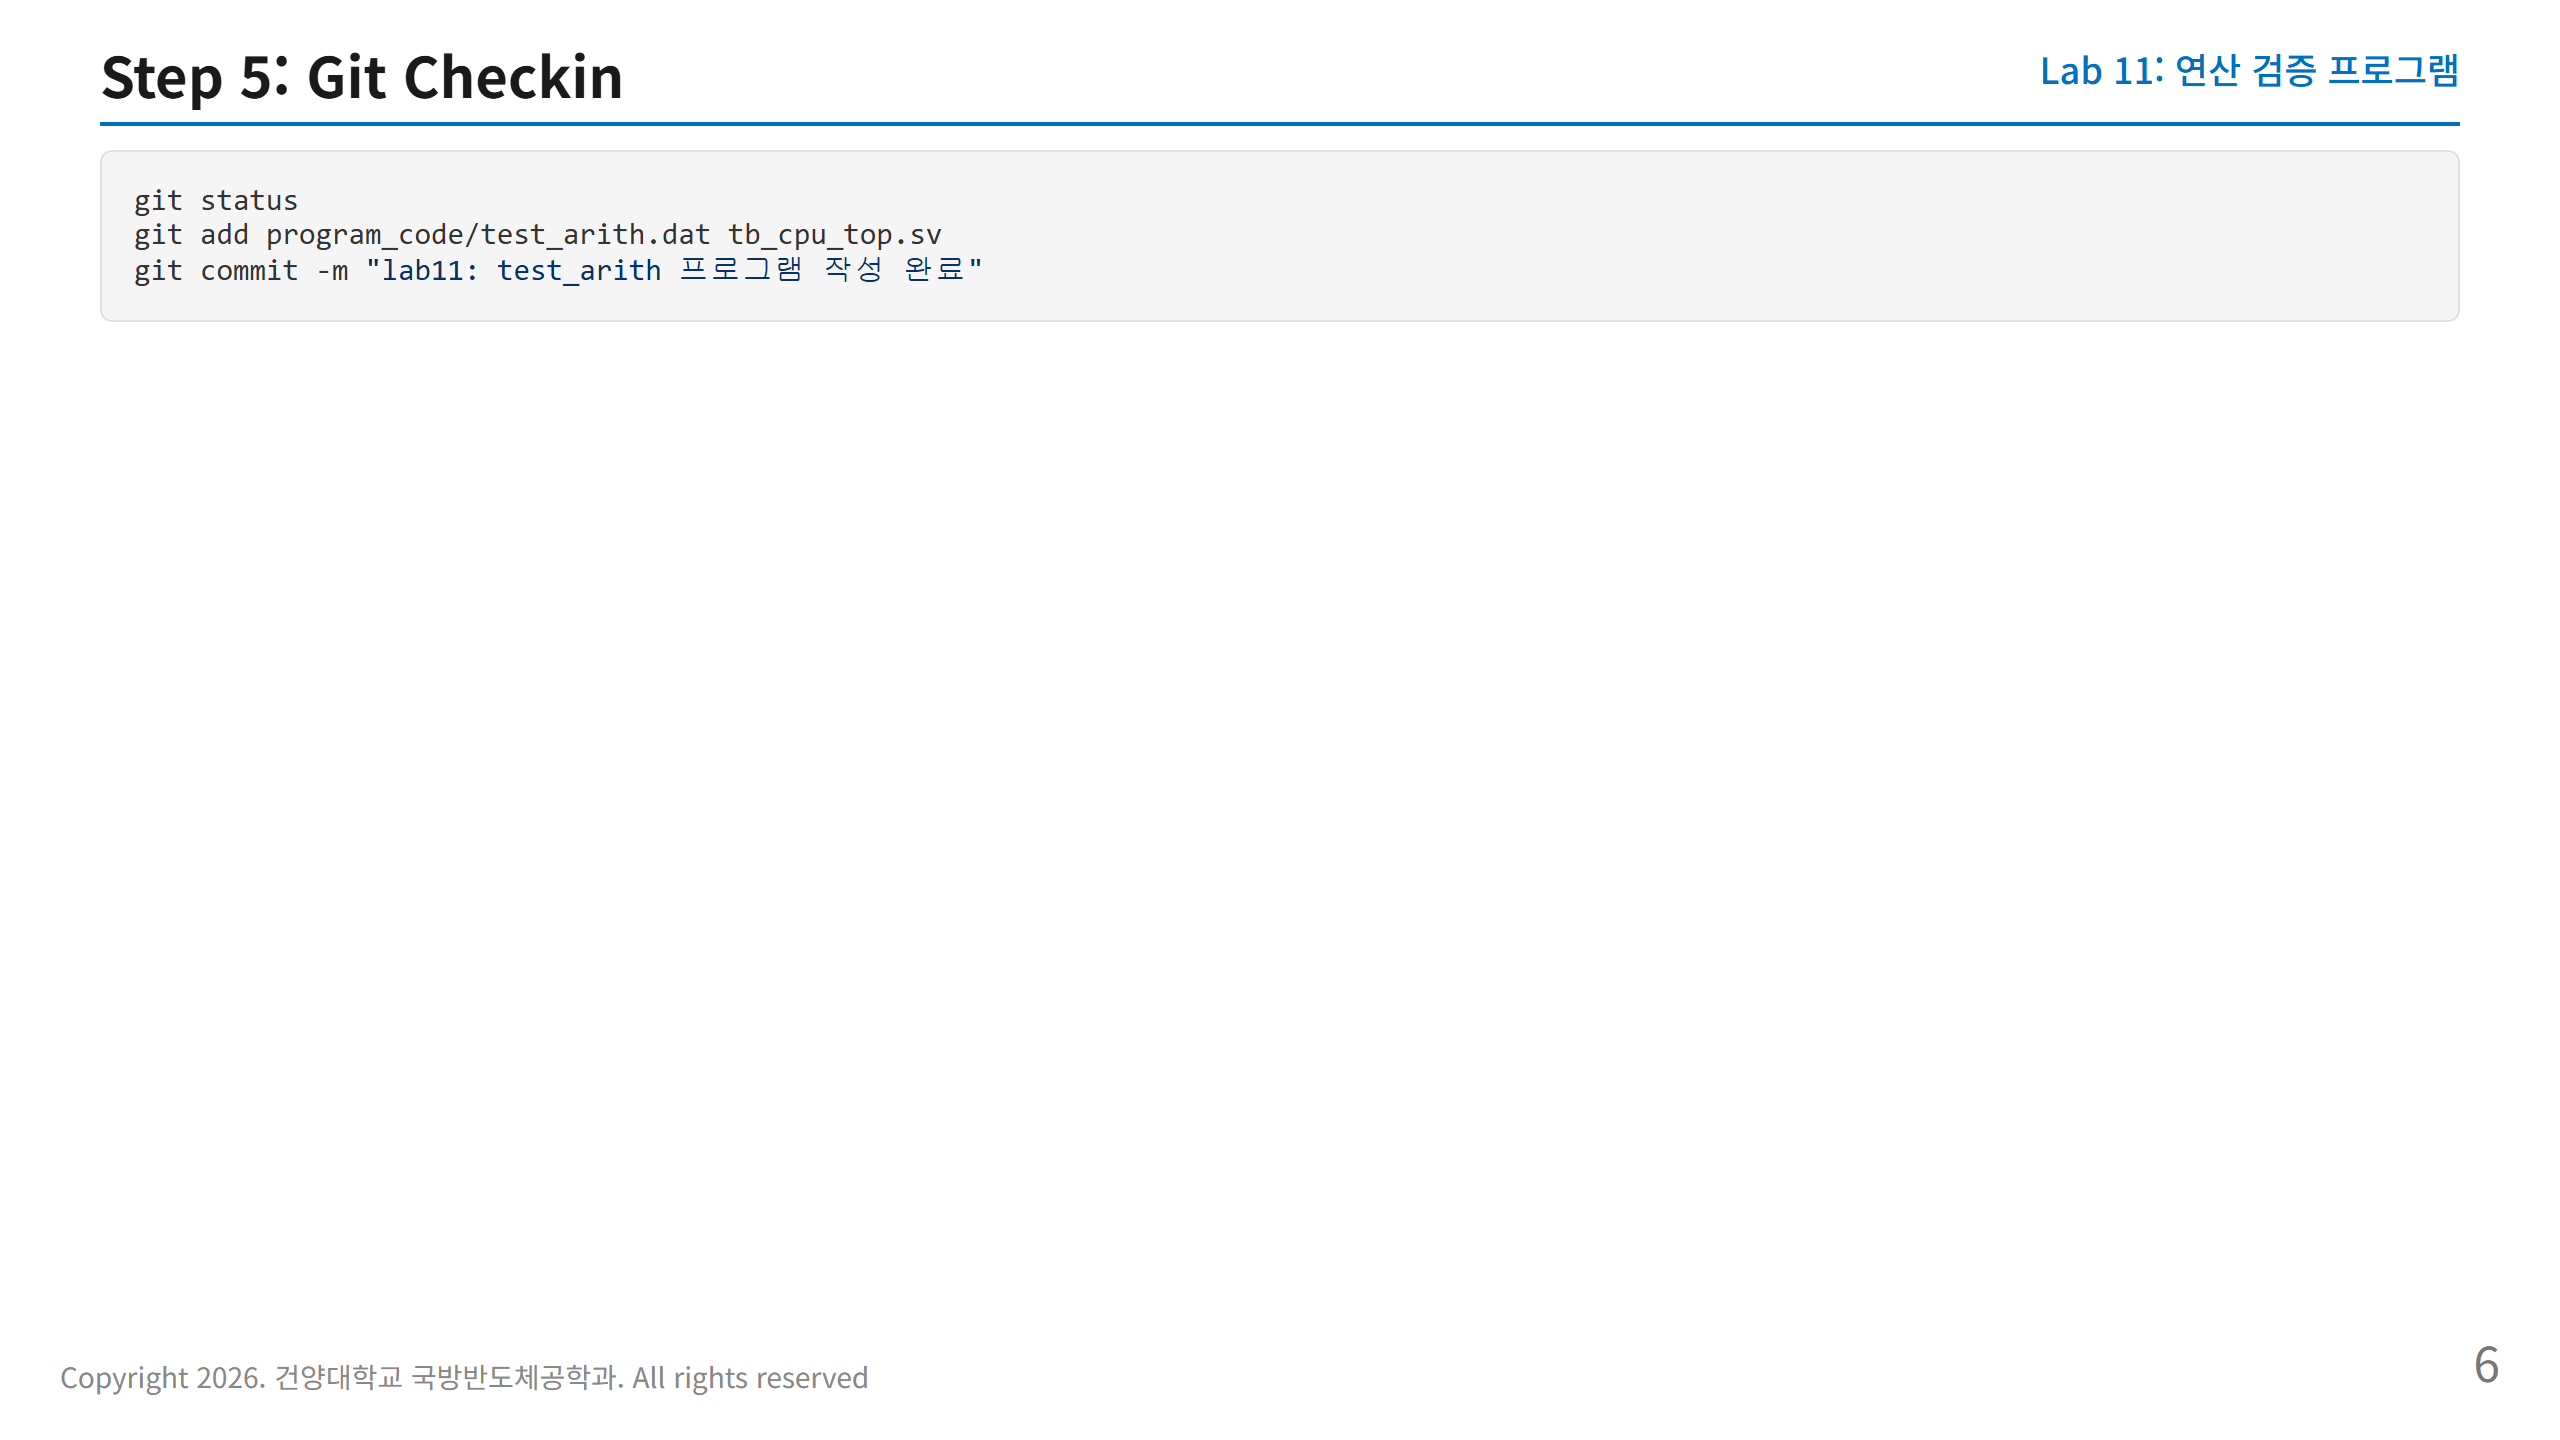 Step 5: Git Checkin
Lab 11: 연산 검증 프로그램
git status
git add program_code/test_arith.dat tb_cpu_top.sv
git commit -m "lab11: test_arith 프로그램 작성 완료"
Copyright 2026. 건양대학교 국방반도체공학과. All rights reserved
6